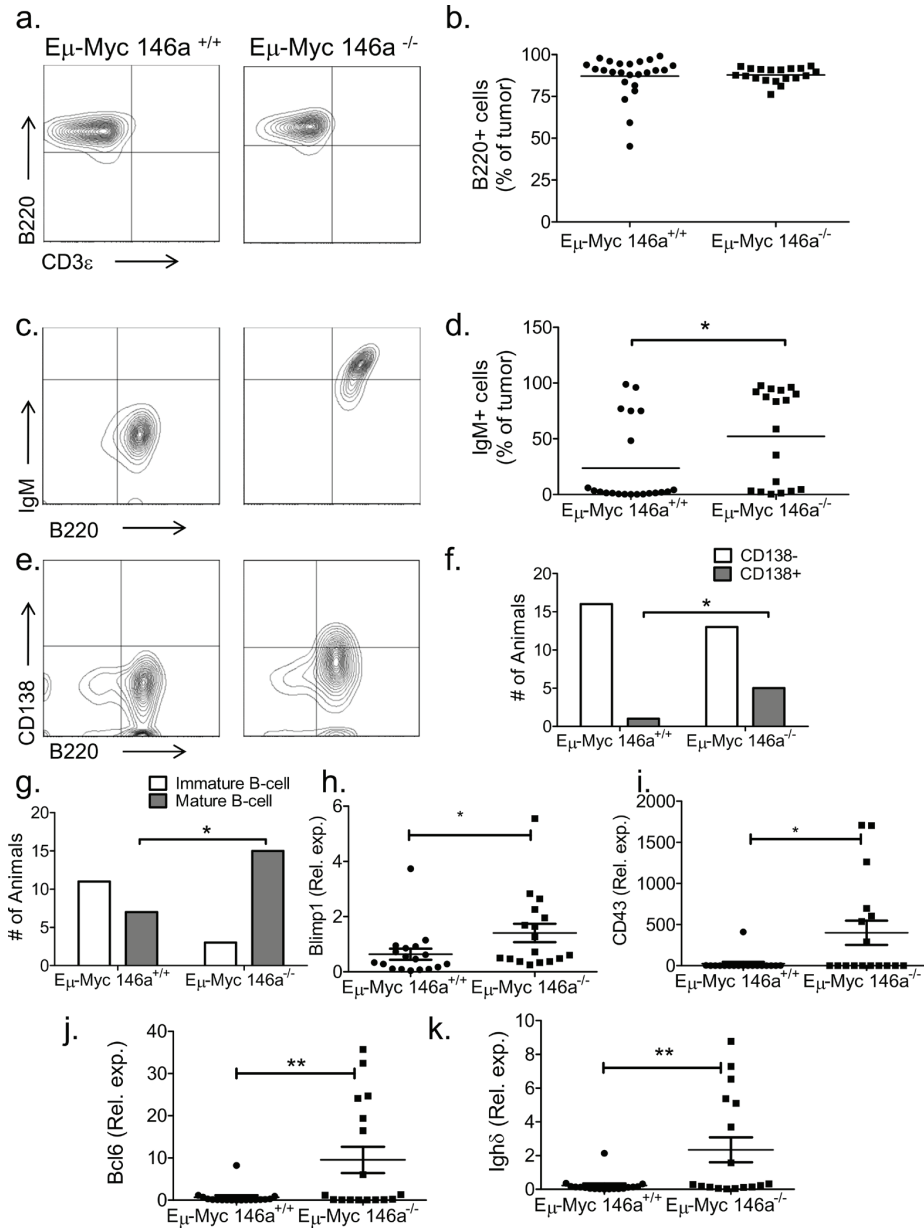 a.
Eμ-Myc 146a +/+
Eμ-Myc 146a -/-
B220
CD3ε
b.
B220+ cells
(% of tumor)
100
75
50
25
0
Eμ-Myc 146a+/+
Eμ-Myc 146a-/-
c.
IgM
B220
d.
IgM+ cells
(% of tumor)
150
100
50
0
*
Eμ-Myc 146a+/+
Eμ-Myc 146a-/-
e.
CD138
B220
f.
CD138-
CD138+
# of Animals
20
15
10
5
0
*
Eμ-Myc 146a+/+
Eμ-Myc 146a-/-
g.
Immature B-cell
Mature B-cell
# of Animals
20
15
10
5
0
*
Eμ-Myc 146a+/+
Eμ-Myc 146a-/-
h.
Blimp1 (Rel. exp.)
6
4
2
0
*
Eμ-Myc 146a+/+
Eμ-Myc 146a-/-
i.
CD43 (Rel. exp.)
2000
1500
1000
500
0
*
Eμ-Myc 146a+/+
Eμ-Myc 146a-/-
j.
Bcl6 (Rel. exp.)
40
30
20
10
0
**
Eμ-Myc 146a+/+
Eμ-Myc 146a-/-
k.
Ighδ (Rel. exp.)
10
8
6
4
2
0
**
Eμ-Myc 146a+/+
Eμ-Myc 146a-/-